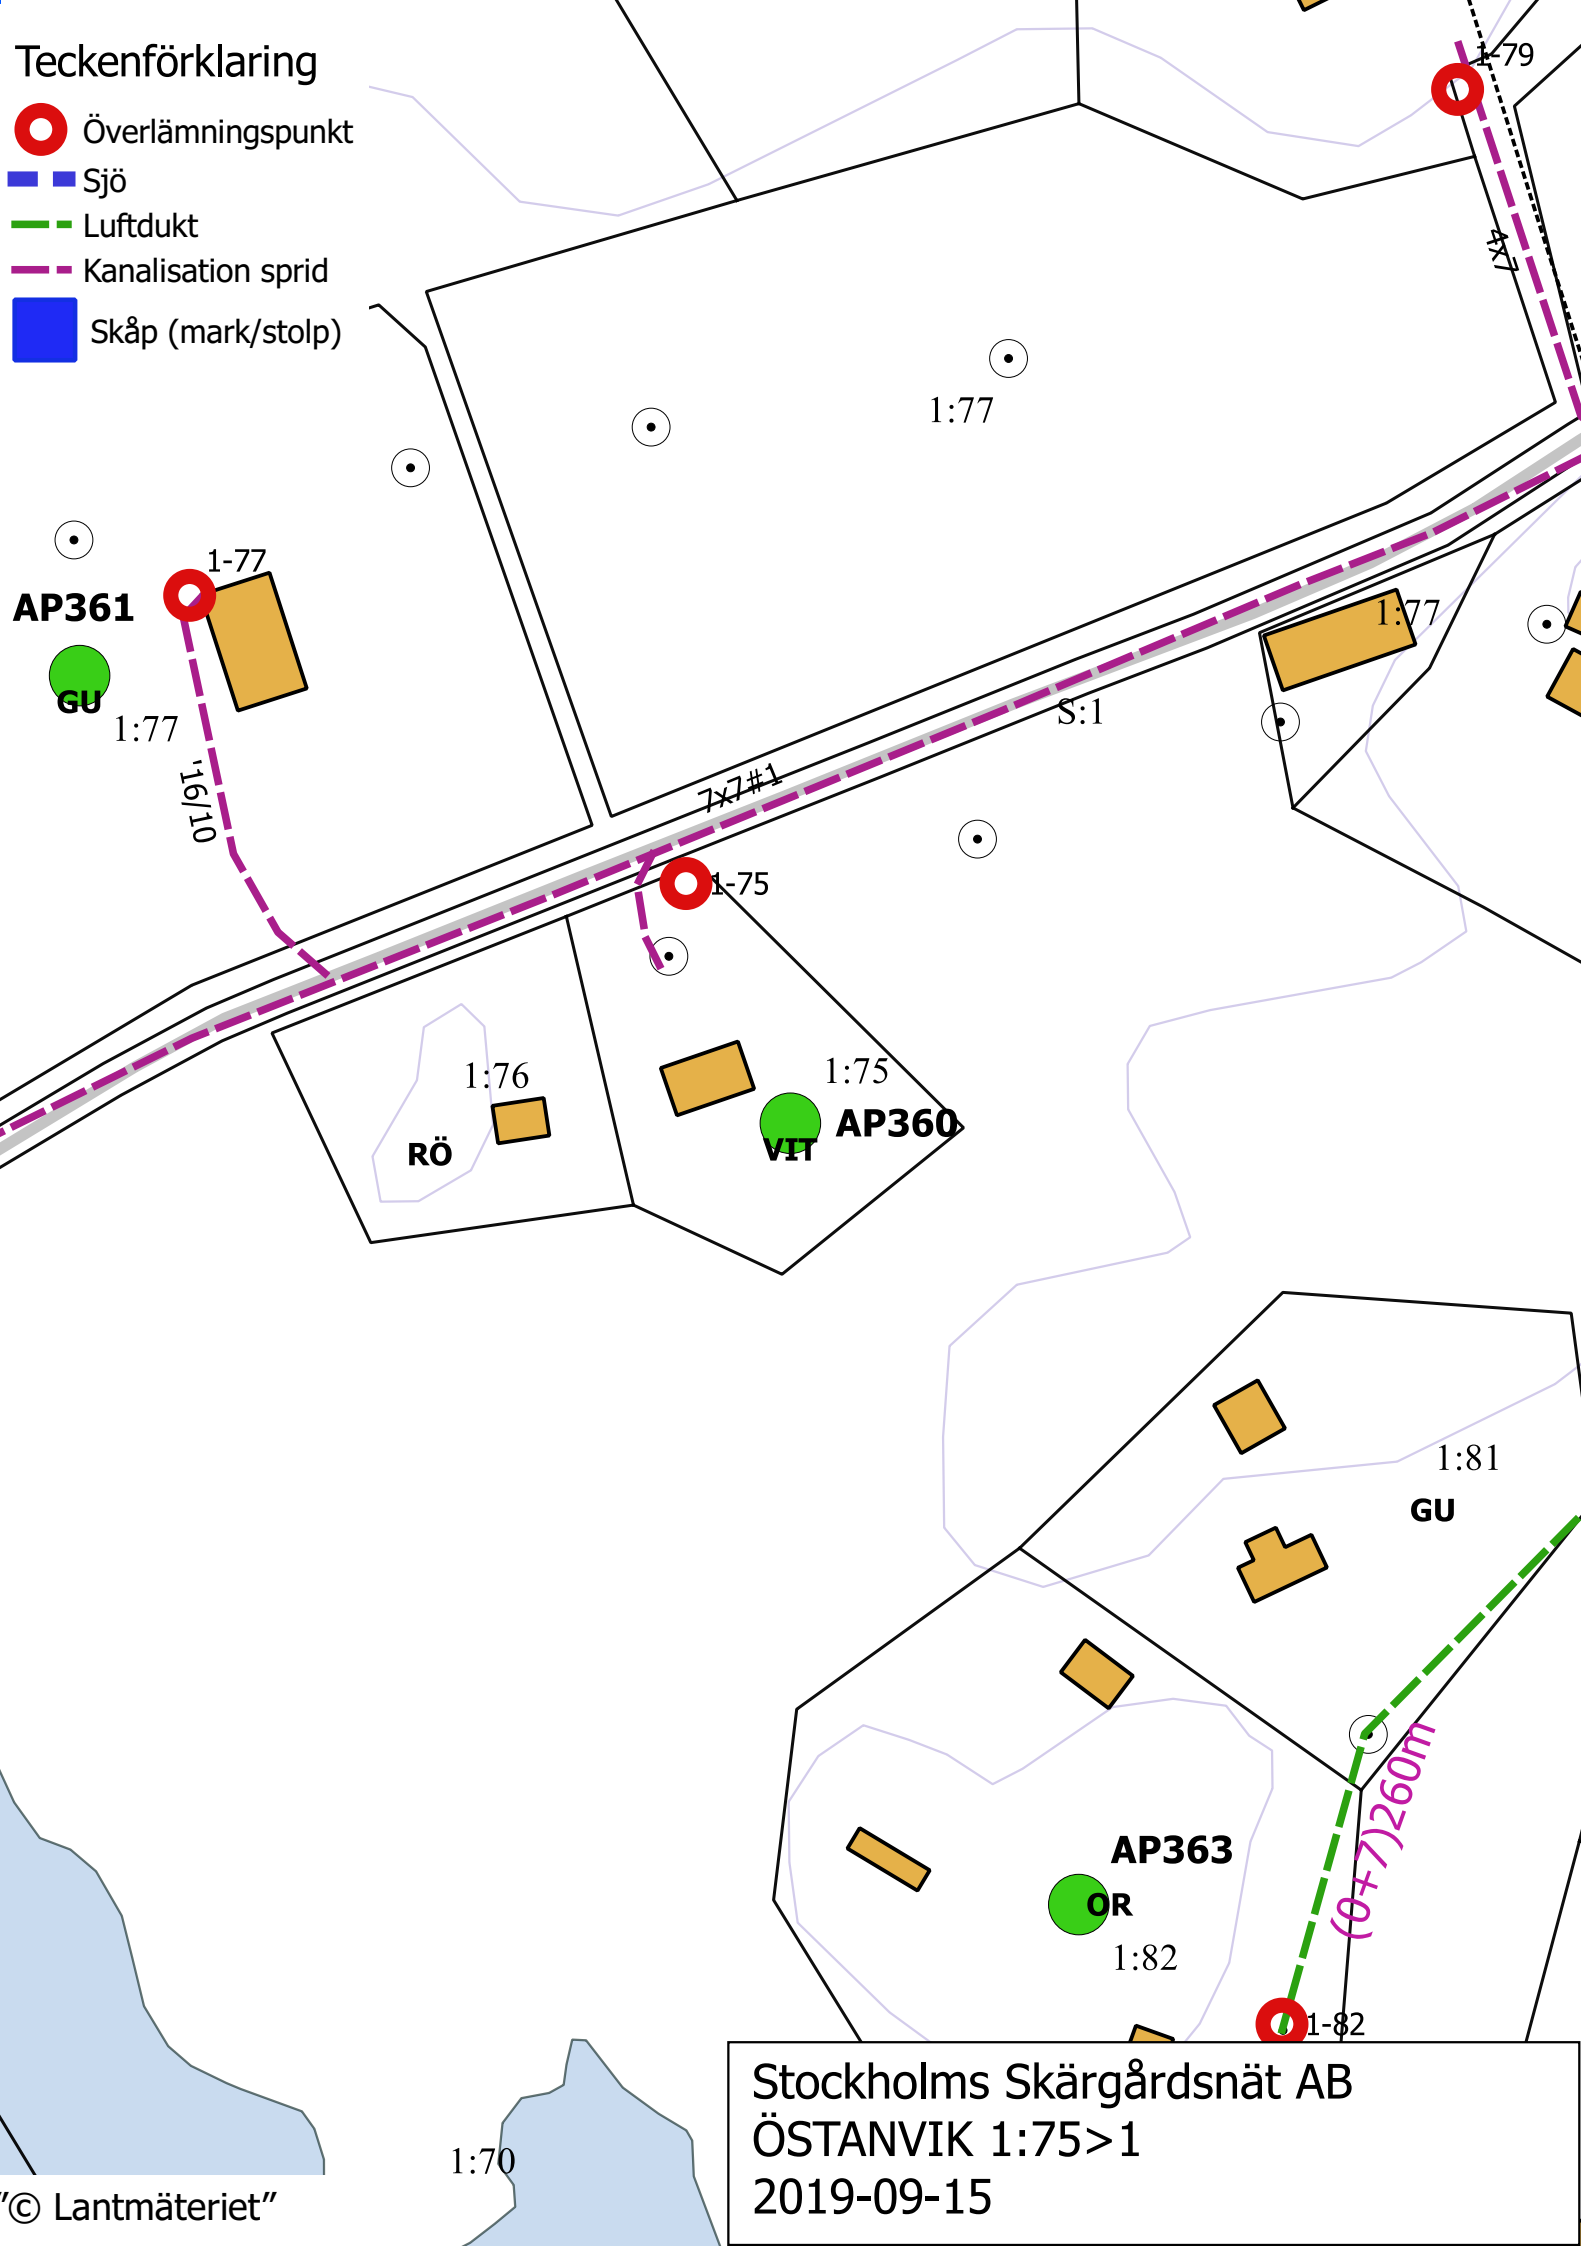 Teckenförklaring
Överlämningspunkt
Sjö
Luftdukt
Kanalisation sprid
Skåp (mark/stolp)
1-79
4x7
1:77
1-77
AP361
GU
1:77
'16/10
1:77
S:1
7x7#1
1-75
1:76
RÖ
1:75
AP360
VIT
1:81
GU
(0+7)260m
AP363
OR
1:82
1-82
1:70
Stockholms Skärgårdsnät AB
ÖSTANVIK 1:75>1
2019-09-15
"© Lantmäteriet"